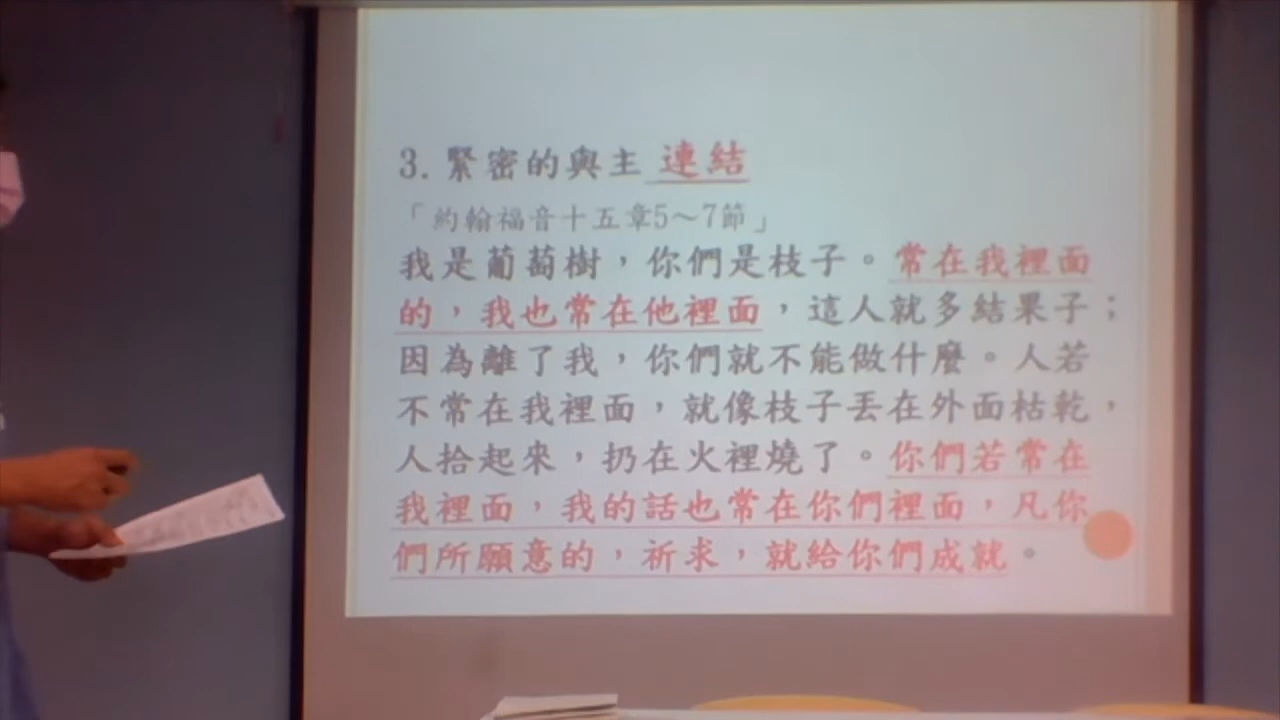 3. 緊密的與主 連結
「約翰福音十五章5～7節」
我是葡萄樹，你們是枝子。常在我裡面
的，我也常在他裡面，這人就多結果子；
因為離了我，你們就不能做什麼。人若
不常在我裡面，就像枝子丟在外面枯乾，
人拾起來，扔在火裡燒了。你們若常在
我裡面，我的話也常在你們裡面，凡你
們所願意的，祈求，就給你們成就。